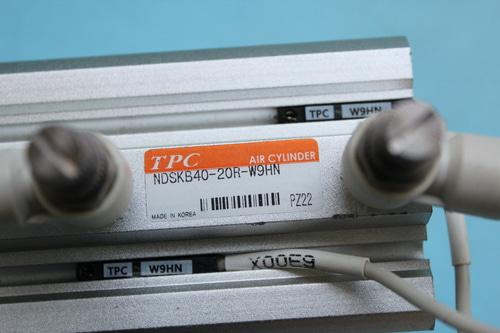 TPC W9HN
TPC AIR CYLINDER
NDSKB40-20R-W9HN
PZ22
MADE IN KOREA
TPC W9HN X00E9